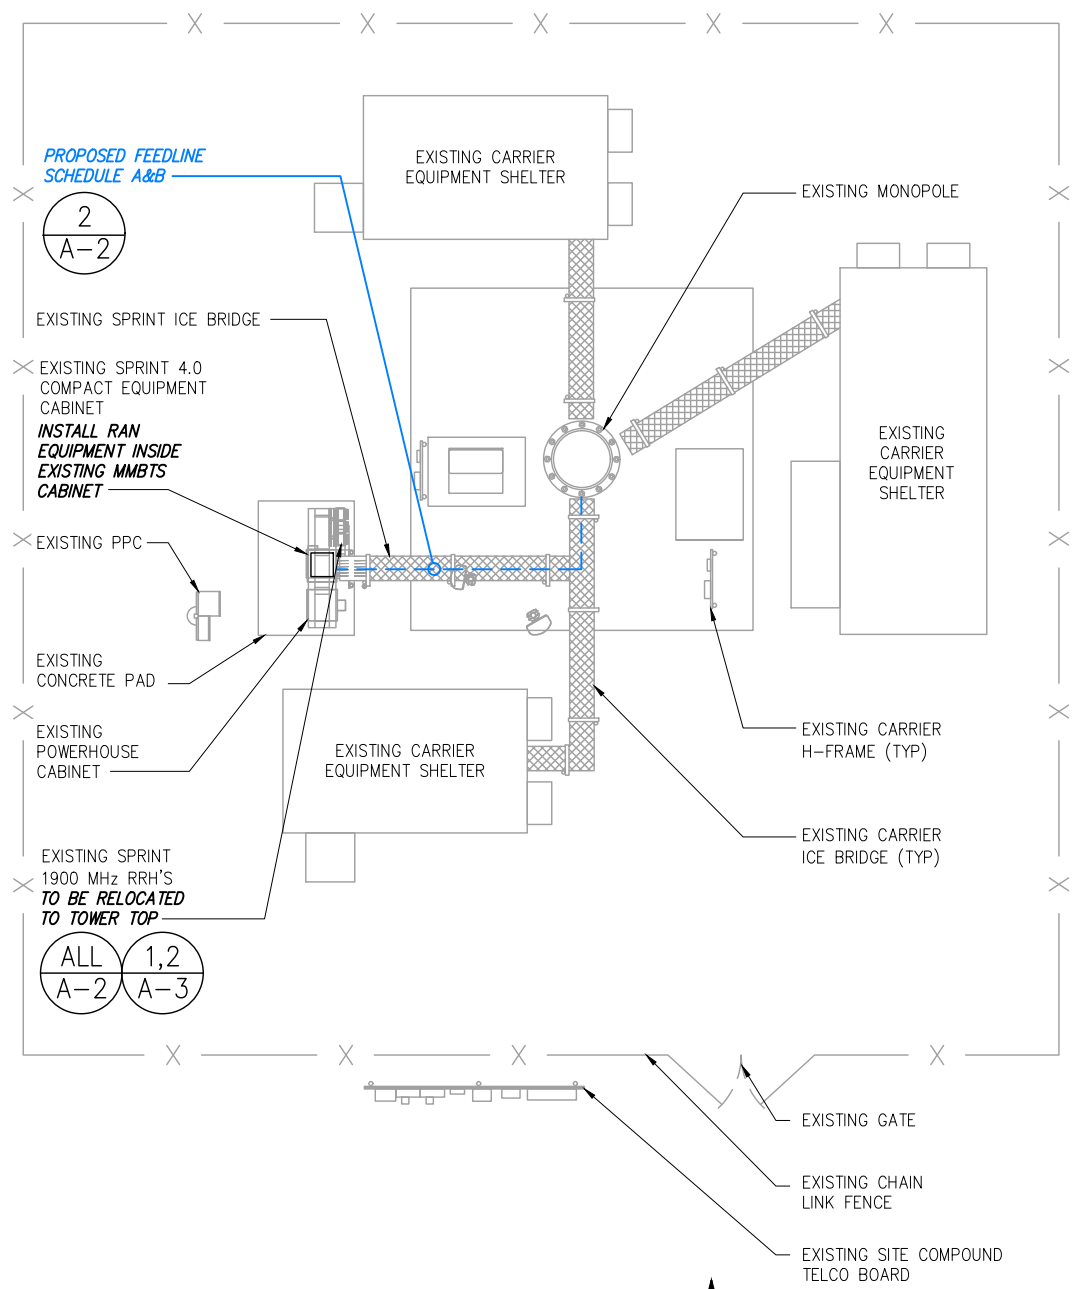 PROPOSED FEEDLINE
SCHEDULE A&B
2
A-2
EXISTING SPRINT ICE BRIDGE
EXISTING SPRINT 4.0
COMPACT EQUIPMENT
CABINET
INSTALL RAN
EQUIPMENT INSIDE
EXISTING MMBTS
CABINET
EXISTING PPC
EXISTING
CONCRETE PAD
EXISTING
POWERHOUSE
CABINET
EXISTING SPRINT
1900 MHz RRH'S
TO BE RELOCATED
TO TOWER TOP
ALL
A-2
1,2
A-3
EXISTING CARRIER
EQUIPMENT SHELTER
EXISTING CARRIER
EQUIPMENT SHELTER
EXISTING MONOPOLE
EXISTING
CARRIER
EQUIPMENT
SHELTER
EXISTING CARRIER
H-FRAME (TYP)
EXISTING CARRIER
ICE BRIDGE (TYP)
EXISTING GATE
EXISTING CHAIN
LINK FENCE
EXISTING SITE COMPOUND
TELCO BOARD